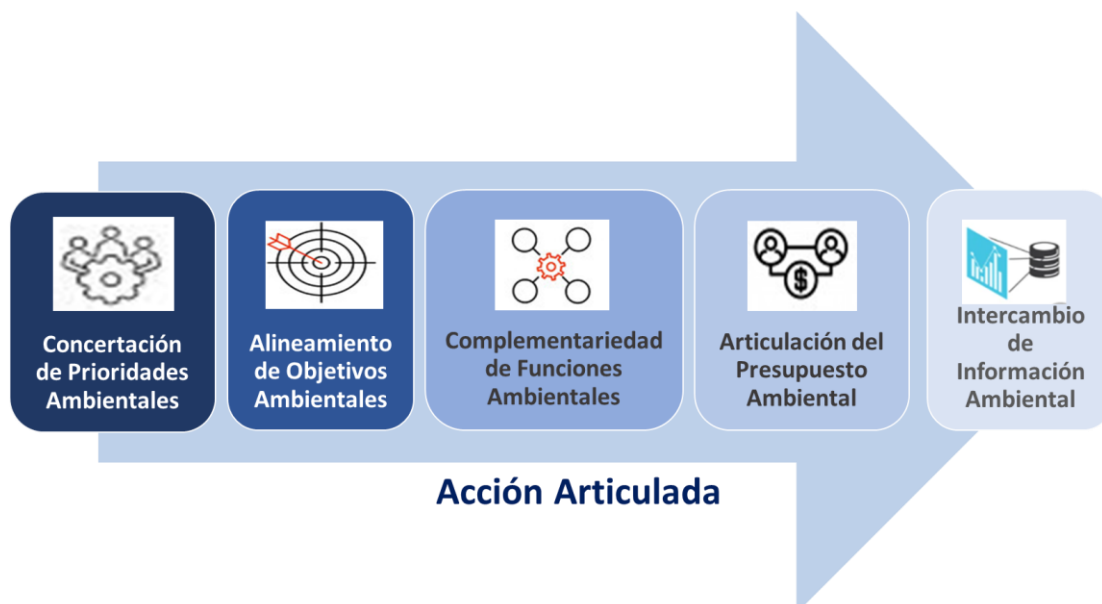 Concertación
de Prioridades
Ambientales
Alineamiento
de Objetivos
Ambientales
Complementariedad
de Funciones
Ambientales
Articulación del
Presupuesto
Ambiental
Intercambio
de
Información
Ambiental
$
Acción Articulada